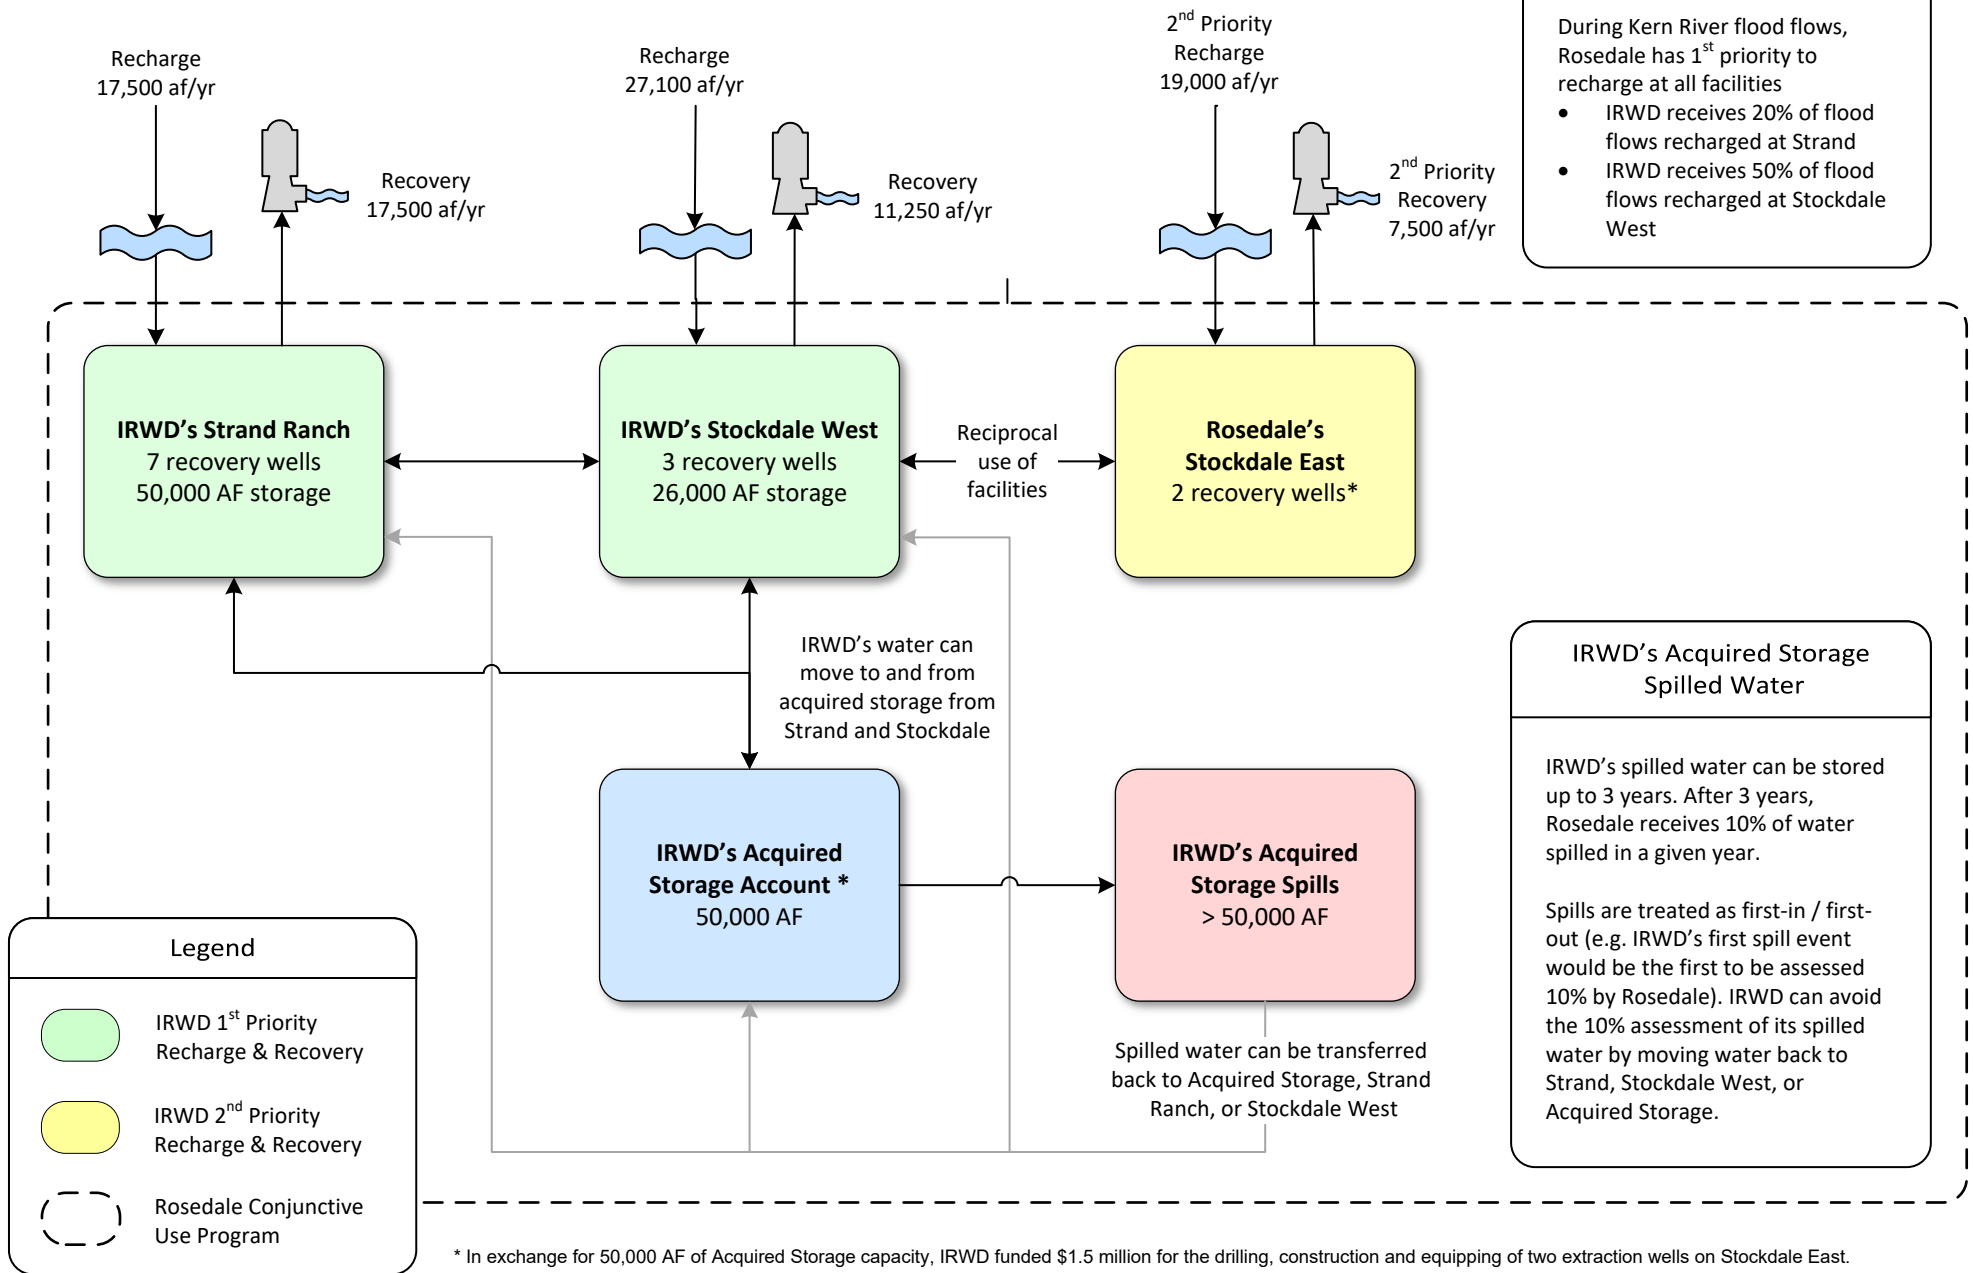 Recharge
17,500 af/yr
Recovery
17,500 af/yr
Recharge
27,100 af/yr
Recovery
11,250 af/yr
2nd Priority
Recharge
19,000 af/yr
2nd Priority
Recovery
7,500 af/yr
During Kern River flood flows,
Rosedale has 1st priority to
recharge at all facilities
• IRWD receives 20% of flood
flows recharged at Strand
• IRWD receives 50% of flood
flows recharged at Stockdale
West
IRWD’s Strand Ranch
7 recovery wells
50,000 AF storage
IRWD’s Stockdale West
3 recovery wells
26,000 AF storage
Reciprocal
use of
facilities
Rosedale’s
Stockdale East
2 recovery wells*
IRWD’s water can
move to and from
acquired storage from
Strand and Stockdale
IRWD’s Acquired
Storage Account *
50,000 AF
IRWD’s Acquired
Storage Spills
> 50,000 AF
Spilled water can be transferred
back to Acquired Storage, Strand
Ranch, or Stockdale West
IRWD’s Acquired Storage
Spilled Water
IRWD’s spilled water can be stored
up to 3 years. After 3 years,
Rosedale receives 10% of water
spilled in a given year.
Spills are treated as first-in / first-
out (e.g. IRWD’s first spill event
would be the first to be assessed
10% by Rosedale). IRWD can avoid
the 10% assessment of its spilled
water by moving water back to
Strand, Stockdale West, or
Acquired Storage.
Legend
IRWD 1st Priority
Recharge & Recovery
IRWD 2nd Priority
Recharge & Recovery
Rosedale Conjunctive
Use Program
* In exchange for 50,000 AF of Acquired Storage capacity, IRWD funded $1.5 million for the drilling, construction and equipping of two extraction wells on Stockdale East.